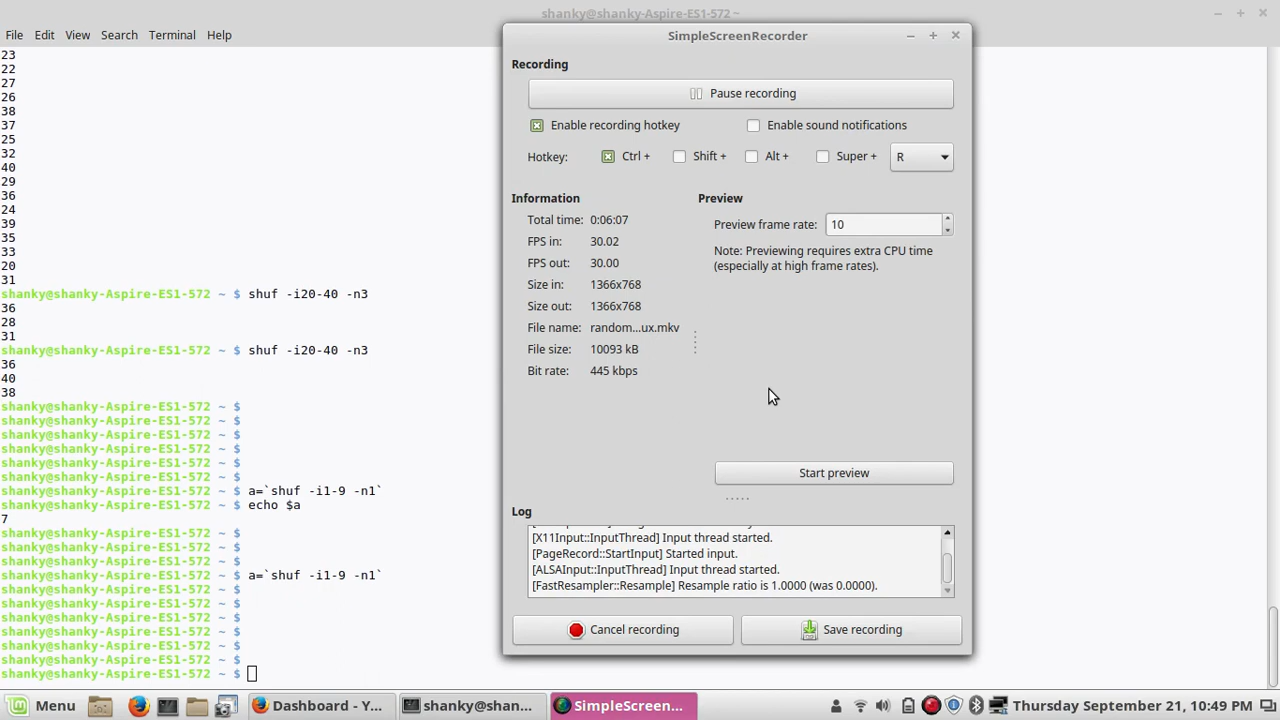 shanky@shanky-Aspire-ES1-572 ~
File Edit View Search Terminal Help
23
22
27
26
38
37
25
32
40
29
36
24
39
35
33
20
31
shanky@shanky-Aspire-ES1-572 ~ $ shuf -i20-40 -n3
36
28
31
shanky@shanky-Aspire-ES1-572 ~ $ shuf -i20-40 -n3
36
40
38
shanky@shanky-Aspire-ES1-572 ~ $
shanky@shanky-Aspire-ES1-572 ~ $
shanky@shanky-Aspire-ES1-572 ~ $
shanky@shanky-Aspire-ES1-572 ~ $
shanky@shanky-Aspire-ES1-572 ~ $
shanky@shanky-Aspire-ES1-572 ~ $
shanky@shanky-Aspire-ES1-572 ~ $ a=`shuf -i1-9 -n1`
shanky@shanky-Aspire-ES1-572 ~ $ echo $a
7
shanky@shanky-Aspire-ES1-572 ~ $
shanky@shanky-Aspire-ES1-572 ~ $
shanky@shanky-Aspire-ES1-572 ~ $
shanky@shanky-Aspire-ES1-572 ~ $ a=`shuf -i1-9 -n1`
shanky@shanky-Aspire-ES1-572 ~ $
shanky@shanky-Aspire-ES1-572 ~ $
shanky@shanky-Aspire-ES1-572 ~ $
shanky@shanky-Aspire-ES1-572 ~ $
shanky@shanky-Aspire-ES1-572 ~ $
shanky@shanky-Aspire-ES1-572 ~ $
shanky@shanky-Aspire-ES1-572 ~ $
SimpleScreenRecorder
Recording
Pause recording
Enable recording hotkey Enable sound notifications
Hotkey: Ctrl + Shift + Alt + Super + R
Information
Total time: 0:06:07
FPS in: 30.02
FPS out: 30.00
Size in: 1366x768
Size out: 1366x768
File name: random...ux.mkv
File size: 10093 kB
Bit rate: 445 kbps
Preview
Preview frame rate: 10
Note: Previewing requires extra CPU time
(especially at high frame rates).
Start preview
Log
[X11Input::InputThread] Input thread started.
[PageRecord::StartInput] Started input.
[ALSAInput::InputThread] Input thread started.
[FastResampler::Resample] Resample ratio is 1.0000 (was 0.0000).
Cancel recording Save recording
Menu Dashboard - Y... shanky@shan... SimpleScreen... Thursday September 21, 10:49 PM